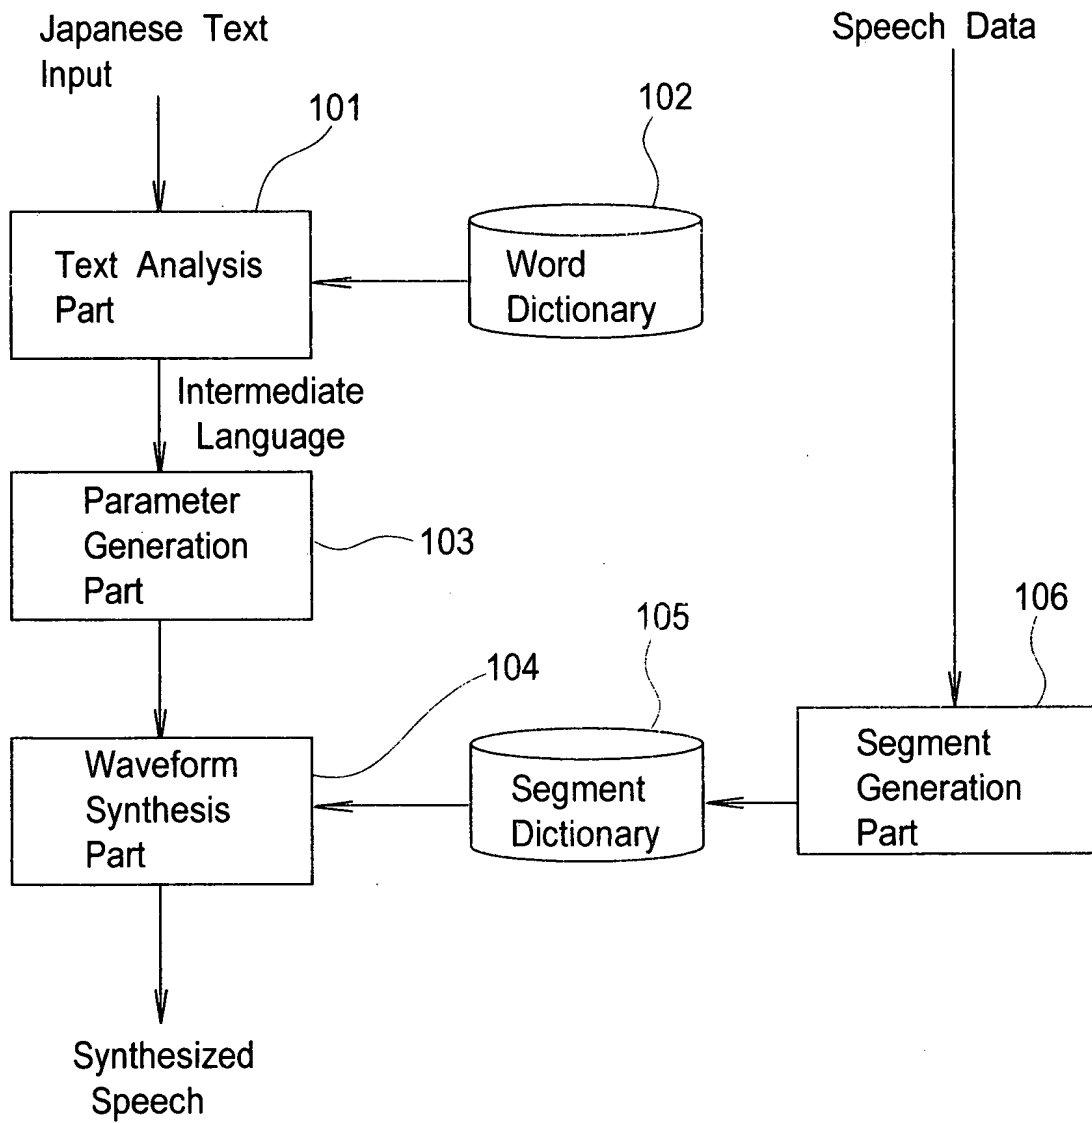 Japanese Text
Input
Speech Data
101
102
Text Analysis
Part
Word
Dictionary
Intermediate
Language
Parameter
Generation
Part
103
104
105
106
Waveform
Synthesis
Part
Segment
Dictionary
Segment
Generation
Part
Synthesized
Speech